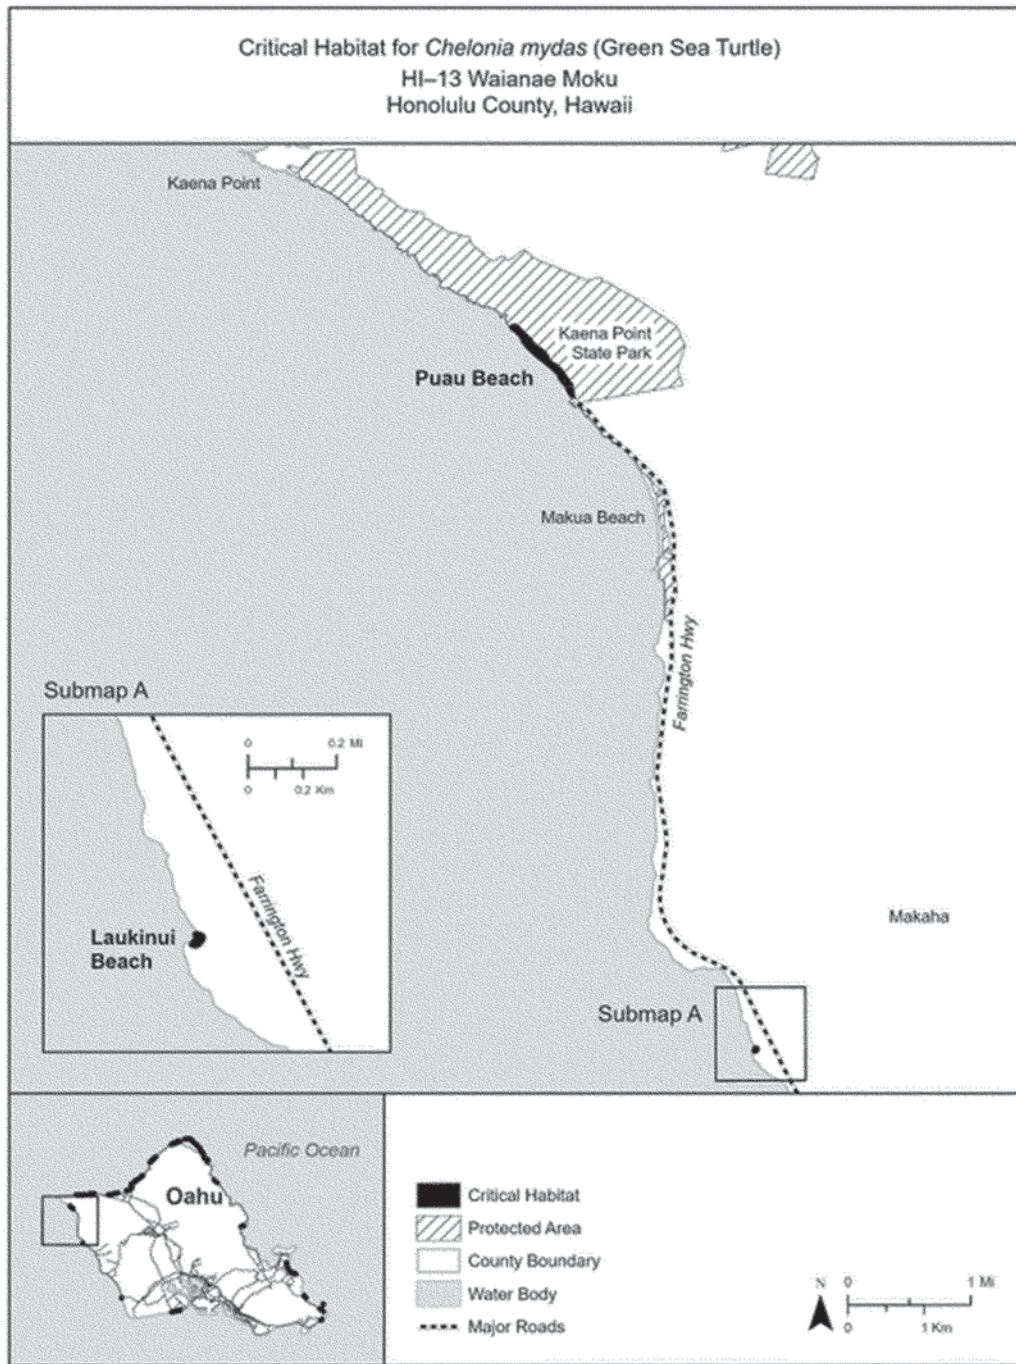 Critical Habitat for Chelonia mydas (Green Sea Turtle)
HI–13 Waianae Moku
Honolulu County, Hawaii
Kaena Point
Kaena Point
State Park
Puau Beach
Makua Beach
Farrington Hwy
Submap A
0 0.2 Mi
0 0.2 Km
Farrington Hwy
Laukinui
Beach
Makaha
Submap A
Pacific Ocean
Oahu
Critical Habitat
Protected Area
County Boundary
Water Body
Major Roads
N
0 1 Mi
0 1 Km